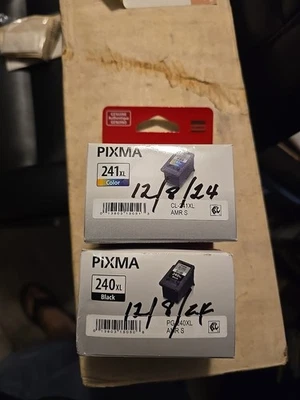 PIXMA
241XL
Color
12/8/24
CL-241XL
AMR S
PIXMA
240XL
Black
12/8/24
PG-240XL
AMR S